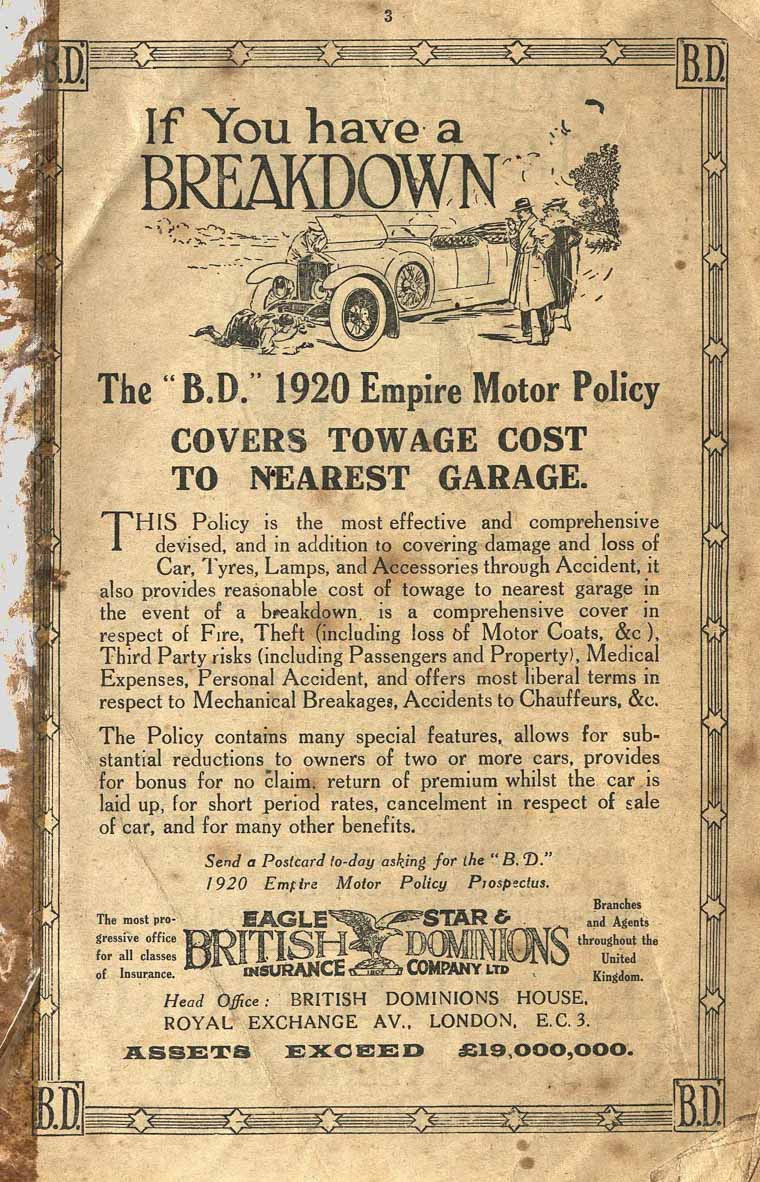 3
B.D. B.D.
If You have a
BREAKDOWN
The "B.D." 1920 Empire Motor Policy
COVERS TOWAGE COST
TO NEAREST GARAGE.
THIS Policy is the most effective and comprehensive
devised, and in addition to covering damage and loss of
Car, Tyres, Lamps, and Accessories through Accident, it
also provides reasonable cost of towage to nearest garage in
the event of a breakdown, is a comprehensive cover in
respect of Fire, Theft (including loss of Motor Coats, &c ),
Third Party risks (including Passengers and Property), Medical
Expenses, Personal Accident, and offers most liberal terms in
respect to Mechanical Breakages, Accidents to Chauffeurs, &c.
The Policy contains many special features, allows for sub-
stantial reductions to owners of two or more cars, provides
for bonus for no claim, return of premium whilst the car is
laid up, for short period rates, cancelment in respect of sale
of car, and for many other benefits.
Send a Postcard to-day asking for the "B.D."
1920 Empire Motor Policy Prospectus.
The most pro-
gressive office
for all classes
of Insurance.
EAGLE STAR &
BRITISH DOMINIONS
INSURANCE COMPANY LTD
Branches
and Agents
throughout the
United
Kingdom.
Head Office: BRITISH DOMINIONS HOUSE,
ROYAL EXCHANGE AV., LONDON, E.C. 3.
ASSETS EXCEED £19,000,000.
B.D. B.D.